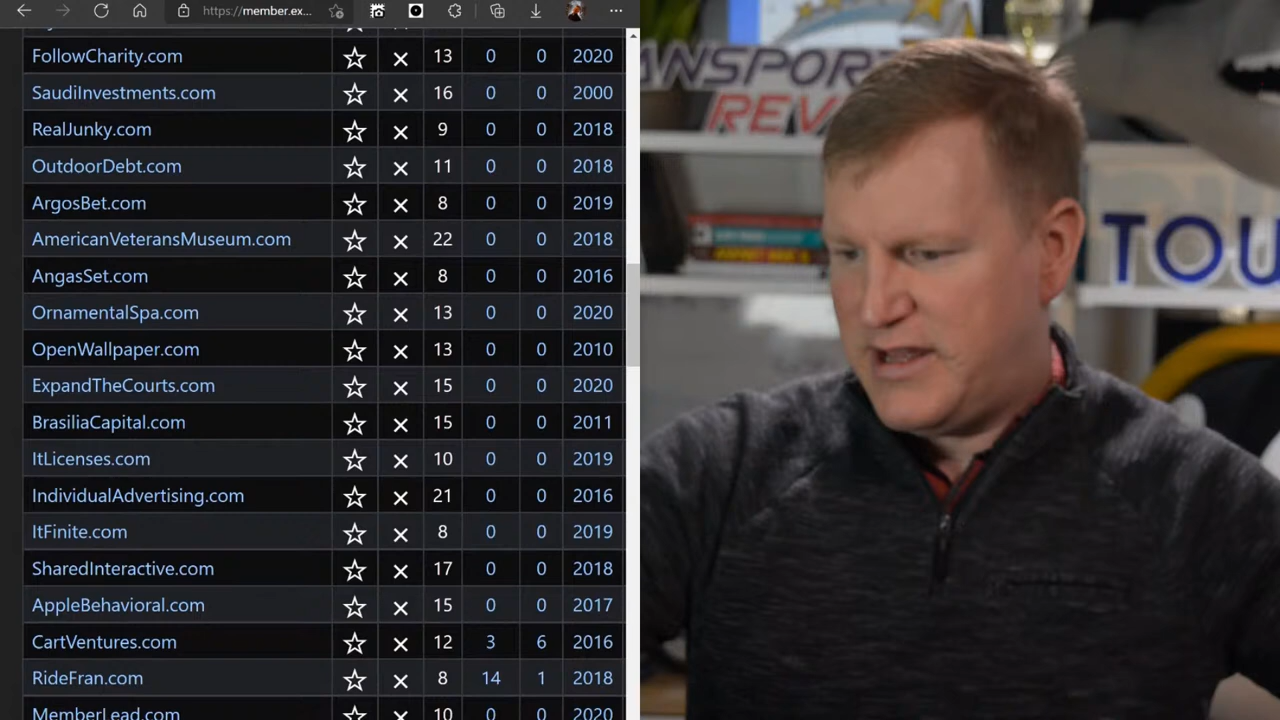 https://member.ex...
FollowCharity.com 13 0 0 2020
SaudiInvestments.com 16 0 0 2000
RealJunky.com 9 0 0 2018
OutdoorDebt.com 11 0 0 2018
ArgosBet.com 8 0 0 2019
AmericanVeteransMuseum.com 22 0 0 2018
AngasSet.com 8 0 0 2016
OrnamentalSpa.com 13 0 0 2020
OpenWallpaper.com 13 0 0 2010
ExpandTheCourts.com 15 0 0 2020
BrasiliaCapital.com 15 0 0 2011
ItLicenses.com 10 0 0 2019
IndividualAdvertising.com 21 0 0 2016
ItFinite.com 8 0 0 2019
SharedInteractive.com 17 0 0 2018
AppleBehavioral.com 15 0 0 2017
CartVentures.com 12 3 6 2016
RideFran.com 8 14 1 2018
MemberLead.com 10 0 0 2020
ANSPOR
REV
TOU